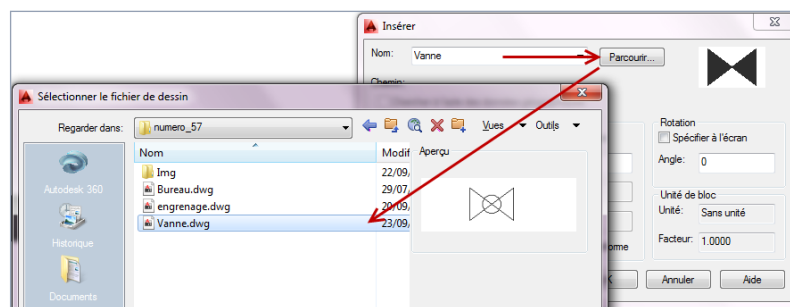 Insérer
Nom: Vanne Parcourir...
Chemin:
Sélectionner le fichier de dessin
Regarder dans: numero_57 Vues Outils
Rotation
Spécifier à l'écran
Nom Modif Aperçu
Angle: 0
Img 22/09,
Autodesk 360 Bureau.dwg 29/07,
engrenage.dwg 20/09,
Unité de bloc
Vanne.dwg 23/09,
Unité: Sans unité
Historique
Facteur: 1.0000
orme
Documents
K Annuler Aide